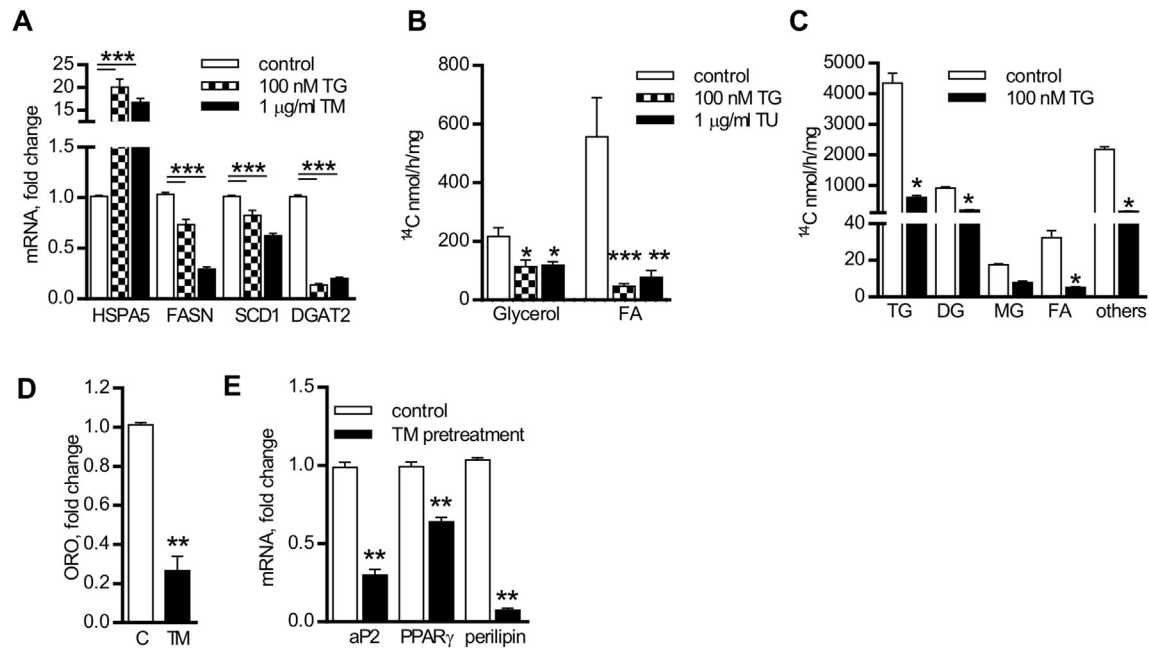 A
mRNA, fold change
25
20
15
1.5
1.0
0.5
0.0
***
***
***
***
control
100 nM TG
1 μg/ml TM
HSPA5 FASN SCD1 DGAT2
B
¹⁴C nmol/h/mg
800
600
400
200
0
control
100 nM TG
1 μg/ml TU
* * *** **
Glycerol FA
C
¹⁴C nmol/h/mg
5000
4000
3000
2000
1000
40
20
0
control
100 nM TG
* * * *
TG DG MG FA others
D
ORO, fold change
1.2
1.0
0.8
0.6
0.4
0.2
0.0
**
C TM
E
mRNA, fold change
1.5
1.0
0.5
0.0
control
TM pretreatment
** ** **
aP2 PPARγ perilipin